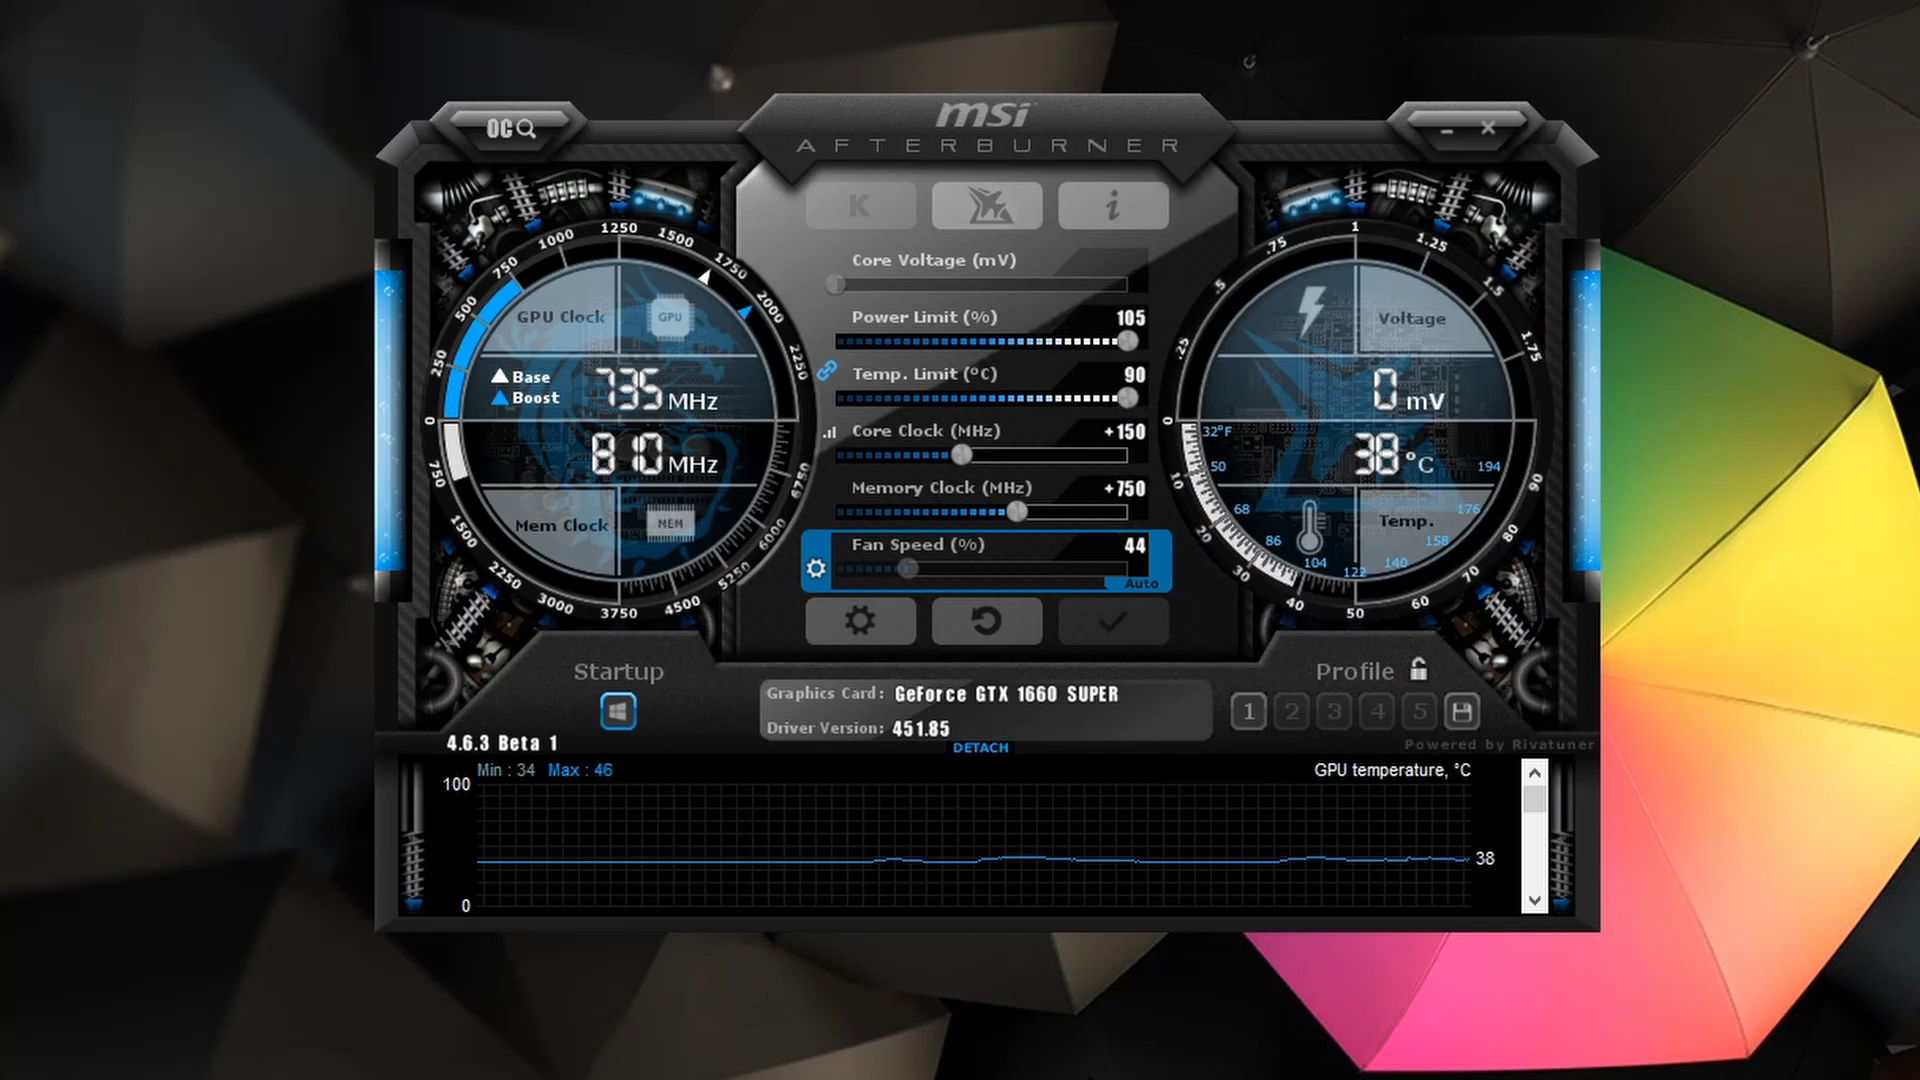 OC
msi
AFTERBURNER
K
i
Core Voltage (mV)
Power Limit (%) 105
Temp. Limit (°C) 90
Core Clock (MHz) +150
Memory Clock (MHz) +750
Fan Speed (%) 44
Auto
0
250
500
750
1000
1250
1500
1750
2000
2250
GPU Clock
GPU
Base
Boost
735 MHz
810 MHz
Mem Clock
MEM
750
1500
2250
3000
3750
4500
5250
6000
6750
0
.25
.5
.75
1
1.25
1.5
1.75
Voltage
0 mV
38 °C
Temp.
32°F
50
68
86
104
122
140
158
176
194
10
20
30
40
50
60
70
80
90
Startup
Profile
1 2 3 4 5
Graphics Card: GeForce GTX 1660 SUPER
Driver Version: 451.85
4.6.3 Beta 1
DETACH
Powered by Rivatuner
Min : 34 Max : 46
GPU temperature, °C
100
38
0